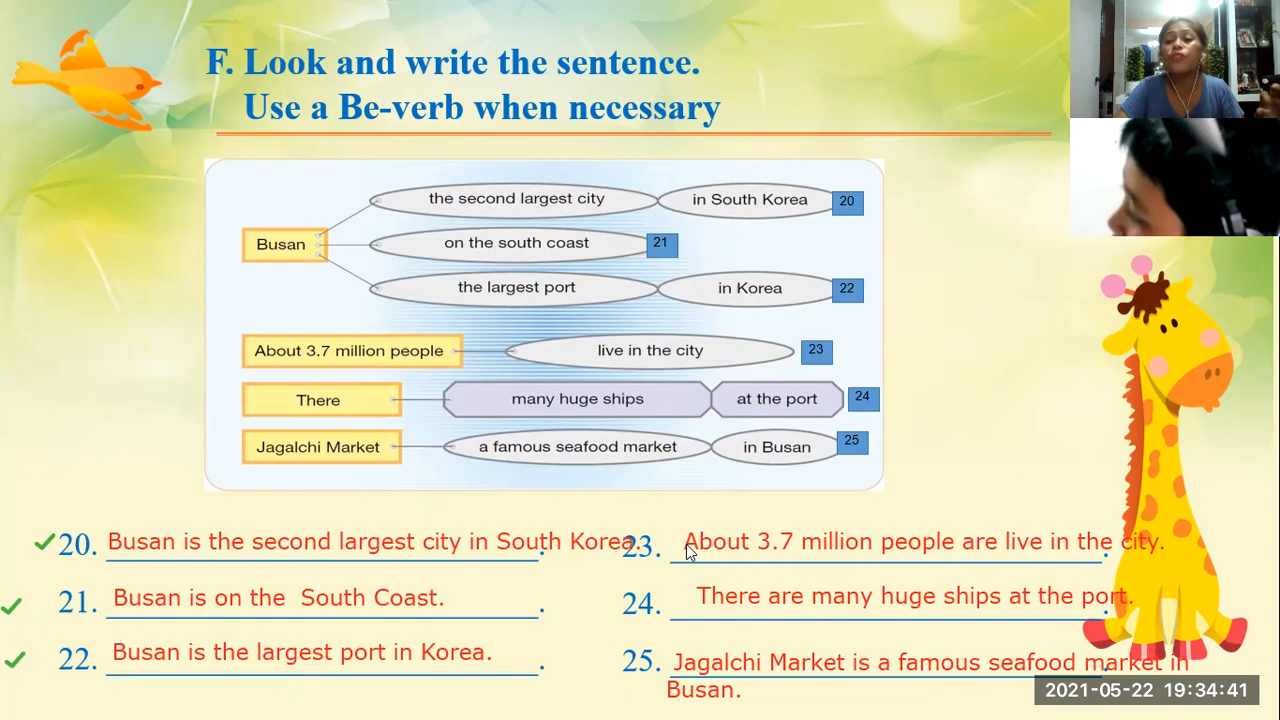 F. Look and write the sentence.
Use a Be-verb when necessary
the second largest city
in South Korea
20
Busan
on the south coast
21
the largest port
in Korea
22
About 3.7 million people
live in the city
23
There
many huge ships
at the port
24
Jagalchi Market
a famous seafood market
in Busan
25
20. Busan is the second largest city in South Korea. .
21. Busan is on the  South Coast. .
22. Busan is the largest port in Korea. .
23. About 3.7 million people are live in the city. .
24. There are many huge ships at the port. .
25. Jagalchi Market is a famous seafood market in
Busan.
2021-05-22 19:34:41